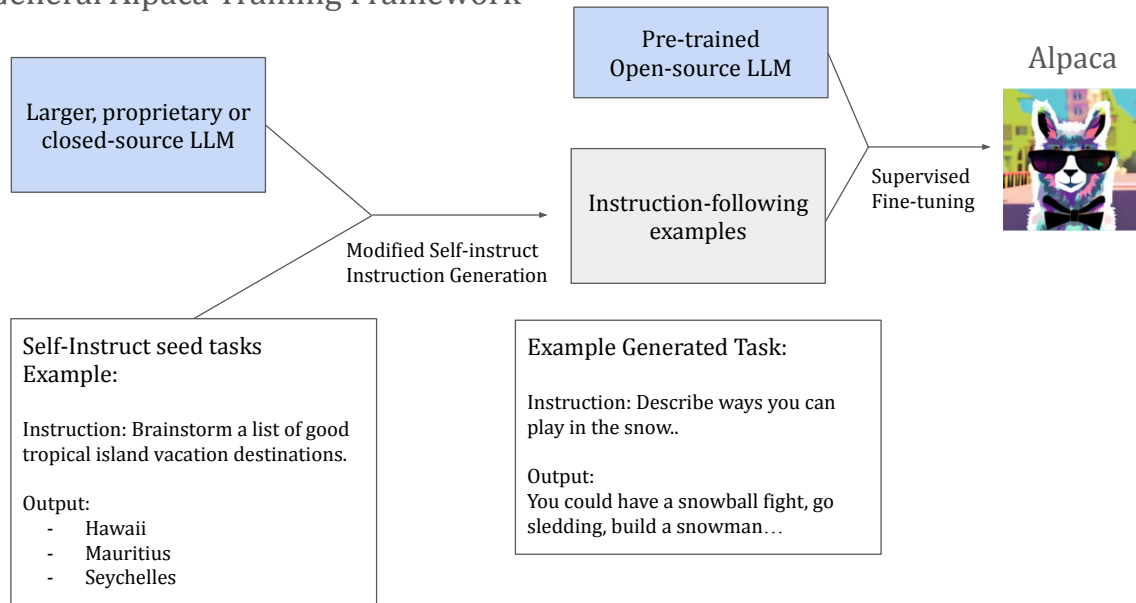 General Alpaca Training Framework
Larger, proprietary or
closed-source LLM
Pre-trained
Open-source LLM
Alpaca
Instruction-following
examples
Supervised
Fine-tuning
Modified Self-instruct
Instruction Generation
Self-Instruct seed tasks
Example:
Instruction: Brainstorm a list of good
tropical island vacation destinations.
Output:
- Hawaii
- Mauritius
- Seychelles
Example Generated Task:
Instruction: Describe ways you can
play in the snow..
Output:
You could have a snowball fight, go
sledding, build a snowman…